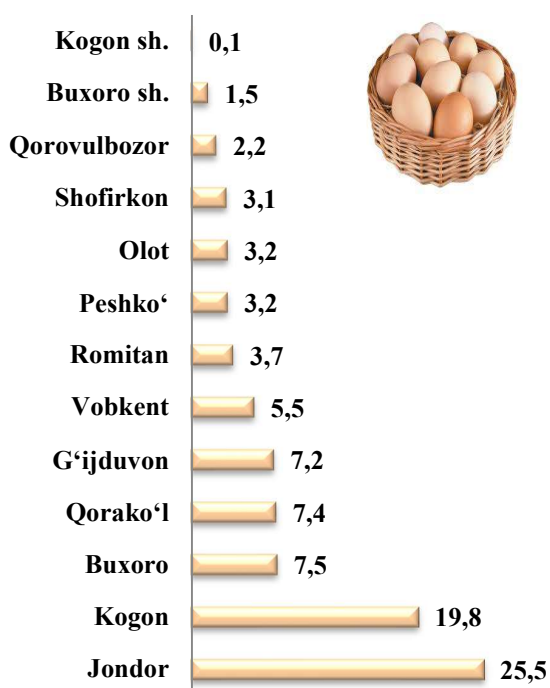 Kogon sh. 0,1
Buxoro sh. 1,5
Qorovulbozor 2,2
Shofirkon 3,1
Olot 3,2
Peshko‘ 3,2
Romitan 3,7
Vobkent 5,5
G‘ijduvon 7,2
Qorako‘l 7,4
Buxoro 7,5
Kogon 19,8
Jondor 25,5